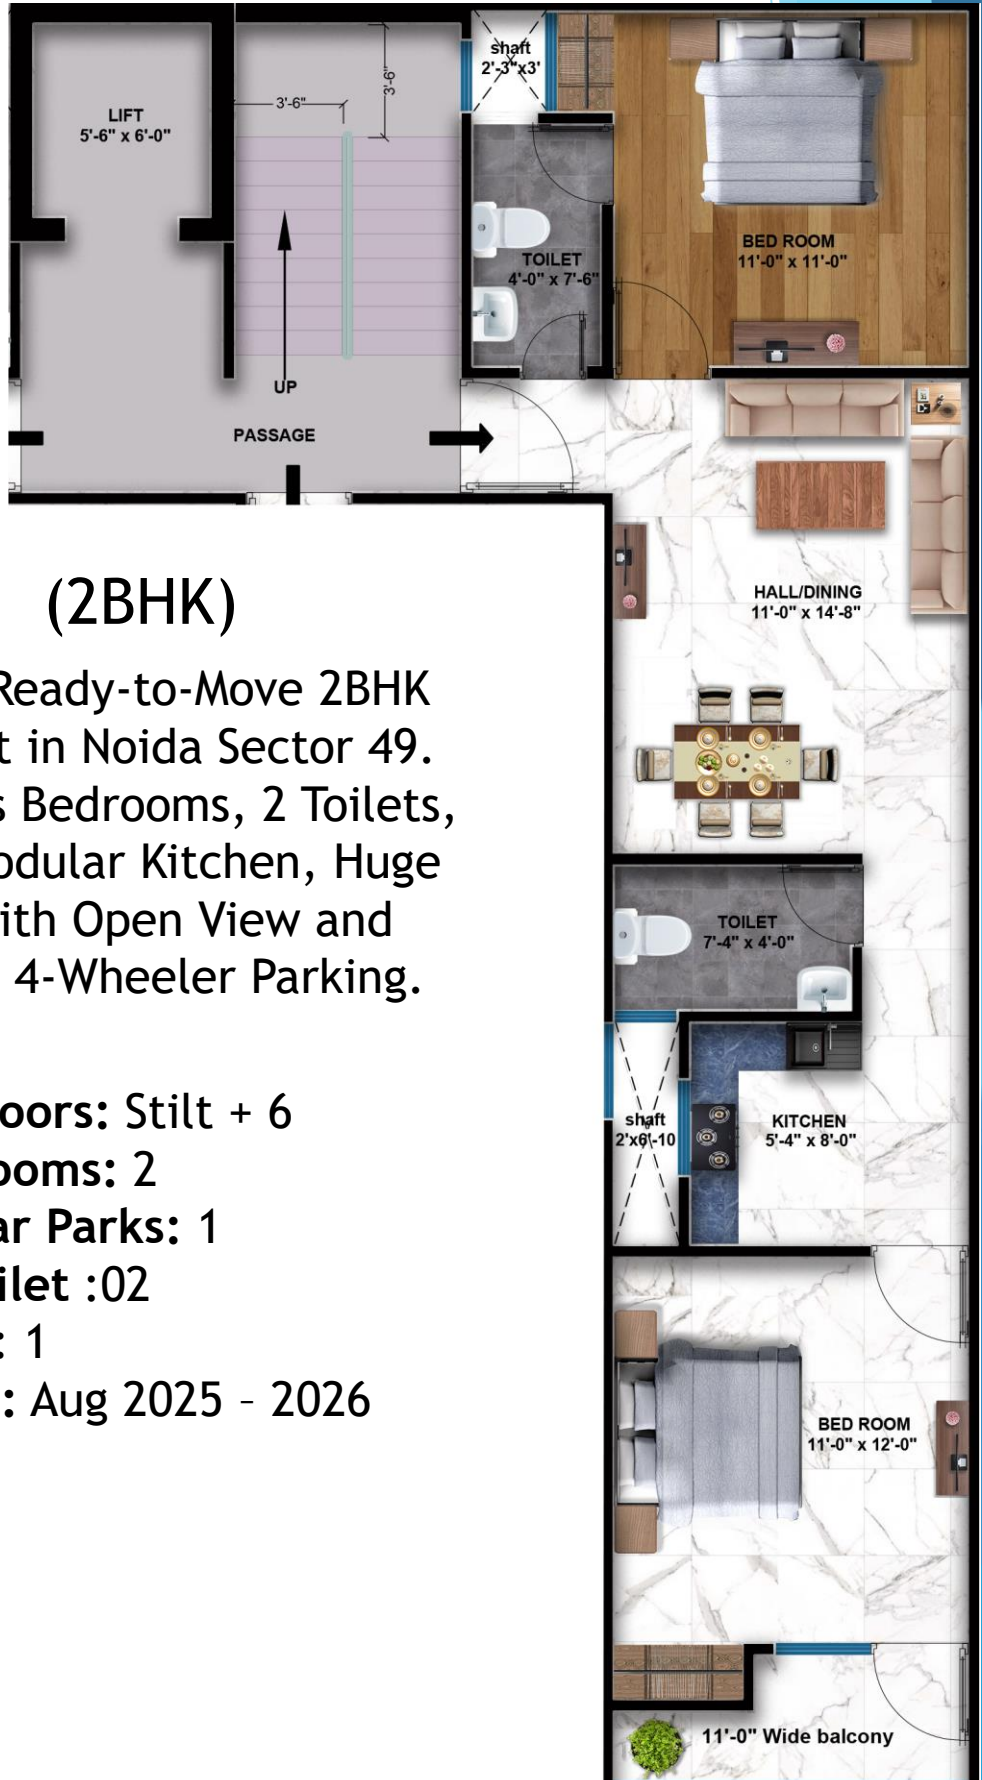 LIFT
5'-6" x 6'-0"
3'-6"
3'-6"
shaft
2'-3"x3'
TOILET
4'-0" x 7'-6"
BED ROOM
11'-0" x 11'-0"
UP
PASSAGE
HALL/DINING
11'-0" x 14'-8"
(2BHK)
Ready-to-Move 2BHK
t in Noida Sector 49.
s Bedrooms, 2 Toilets,
odular Kitchen, Huge
ith Open View and
4-Wheeler Parking.
TOILET
7'-4" x 4'-0"
shaft
2'x6'-10
KITCHEN
5'-4" x 8'-0"
oors: Stilt + 6
ooms: 2
ar Parks: 1
ilet :02
: 1
: Aug 2025 – 2026
BED ROOM
11'-0" x 12'-0"
11'-0" Wide balcony